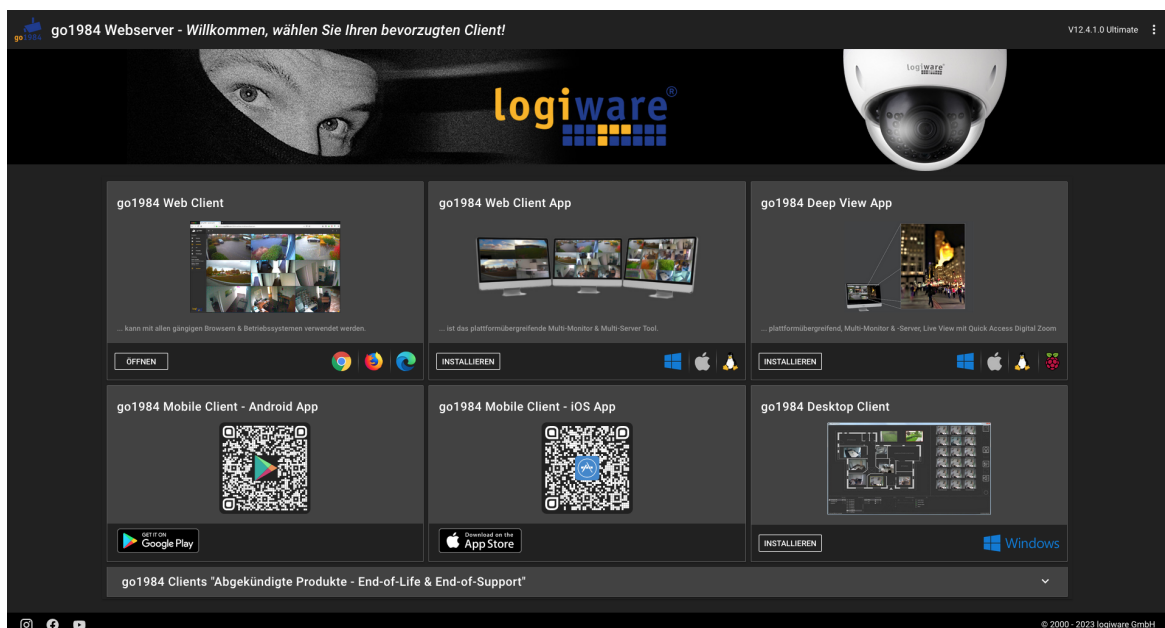 go1984
go1984 Webserver - Willkommen, wählen Sie Ihren bevorzugten Client!
V12.4.1.0 Ultimate
logiware®
logiware
go1984 Web Client
go1984 Web Client App
go1984 Deep View App
... kann mit allen gängigen Browsern & Betriebssystemen verwendet werden.
... ist das plattformübergreifende Multi-Monitor & Multi-Server Tool.
... plattformübergreifend, Multi-Monitor & -Server, Live View mit Quick Access Digital Zoom
ÖFFNEN
INSTALLIEREN
INSTALLIEREN
go1984 Mobile Client - Android App
go1984 Mobile Client - iOS App
go1984 Desktop Client
GET IT ON
Google Play
Download on the
App Store
INSTALLIEREN
Windows
go1984 Clients "Abgekündigte Produkte - End-of-Life & End-of-Support"
© 2000 - 2023 logiware GmbH